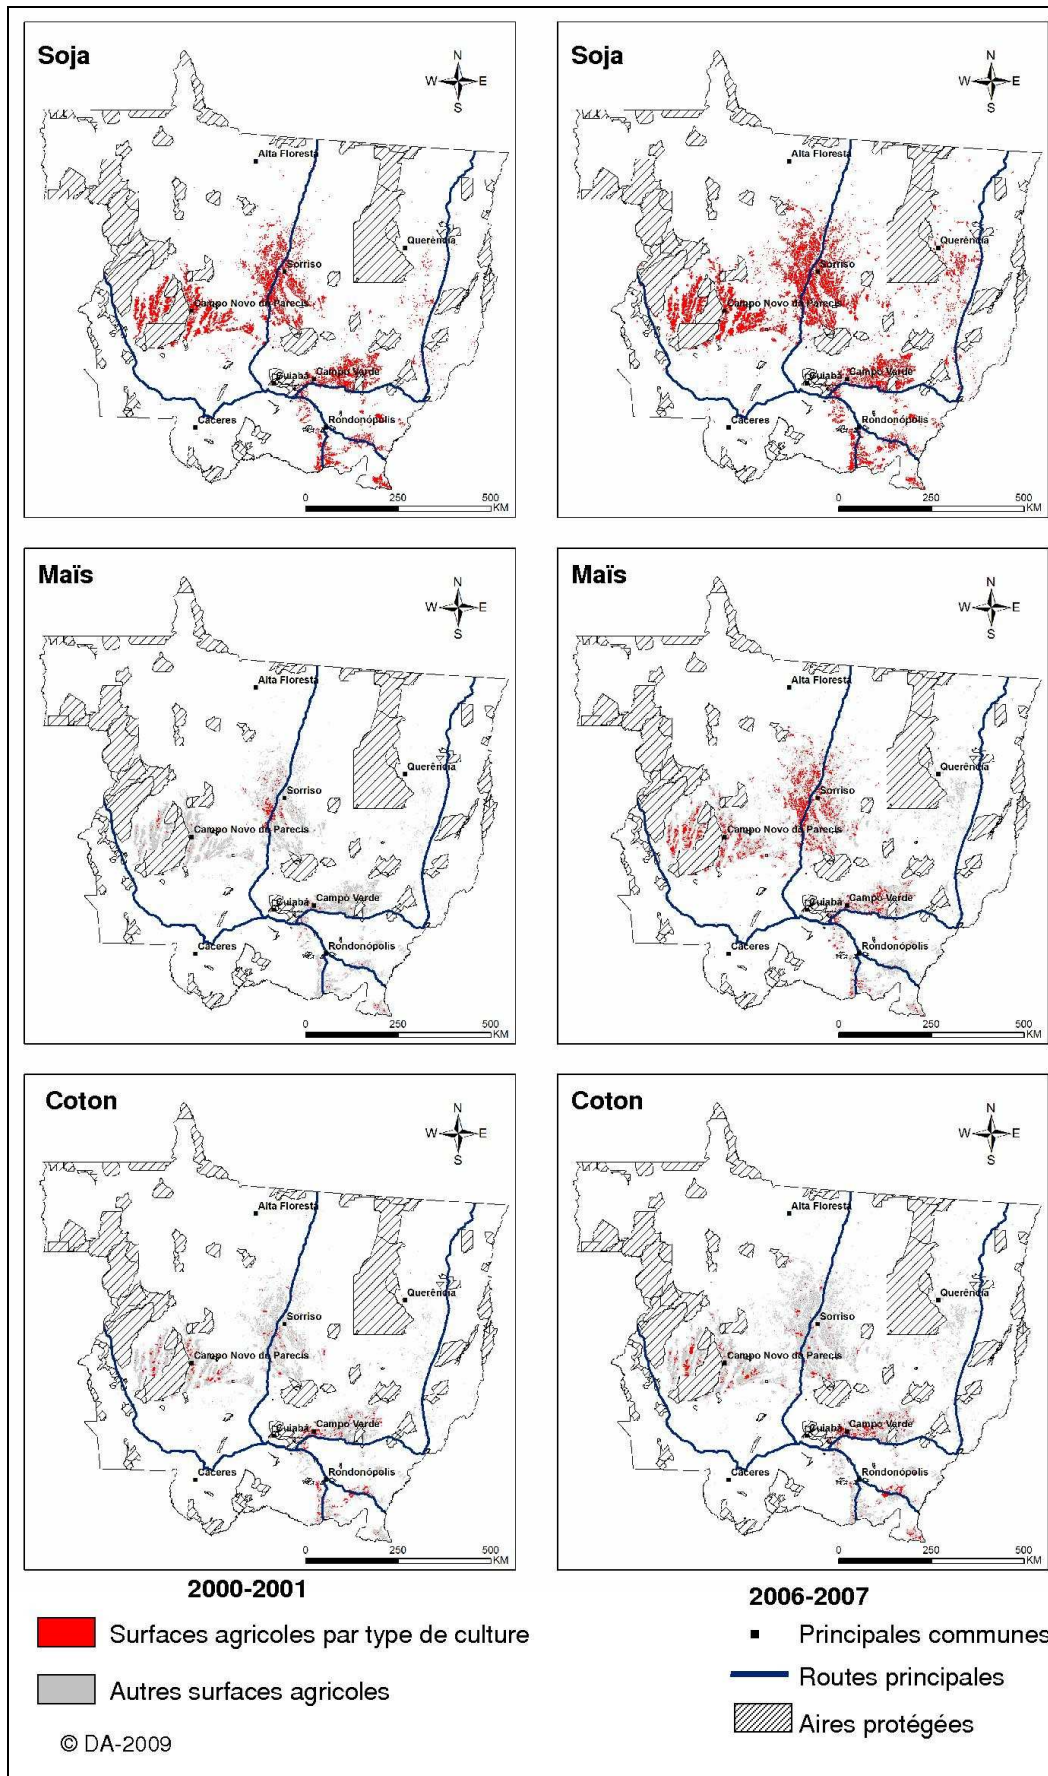 Soja
N
W E
S
Alta Floresta
Querência
Sorriso
Campo Novo do Parecis
Cuiabá
Campo Verde
Cáceres
Rondonópolis
0 250 500
KM
Soja
N
W E
S
Alta Floresta
Querência
Sorriso
Campo Novo do Parecis
Cuiabá
Campo Verde
Cáceres
Rondonópolis
0 250 500
KM
Maïs
N
W E
S
Alta Floresta
Querência
Sorriso
Campo Novo do Parecis
Cuiabá
Campo Verde
Cáceres
Rondonópolis
0 250 500
KM
Maïs
N
W E
S
Alta Floresta
Querência
Sorriso
Campo Novo do Parecis
Cuiabá
Campo Verde
Cáceres
Rondonópolis
0 250 500
KM
Coton
N
W E
S
Alta Floresta
Querência
Sorriso
Campo Novo do Parecis
Cuiabá
Campo Verde
Cáceres
Rondonópolis
0 250 500
KM
Coton
N
W E
S
Alta Floresta
Querência
Sorriso
Campo Novo do Parecis
Cuiabá
Campo Verde
Cáceres
Rondonópolis
0 250 500
KM
2000-2001
2006-2007
Surfaces agricoles par type de culture
Autres surfaces agricoles
© DA-2009
Principales communes
Routes principales
Aires protégées